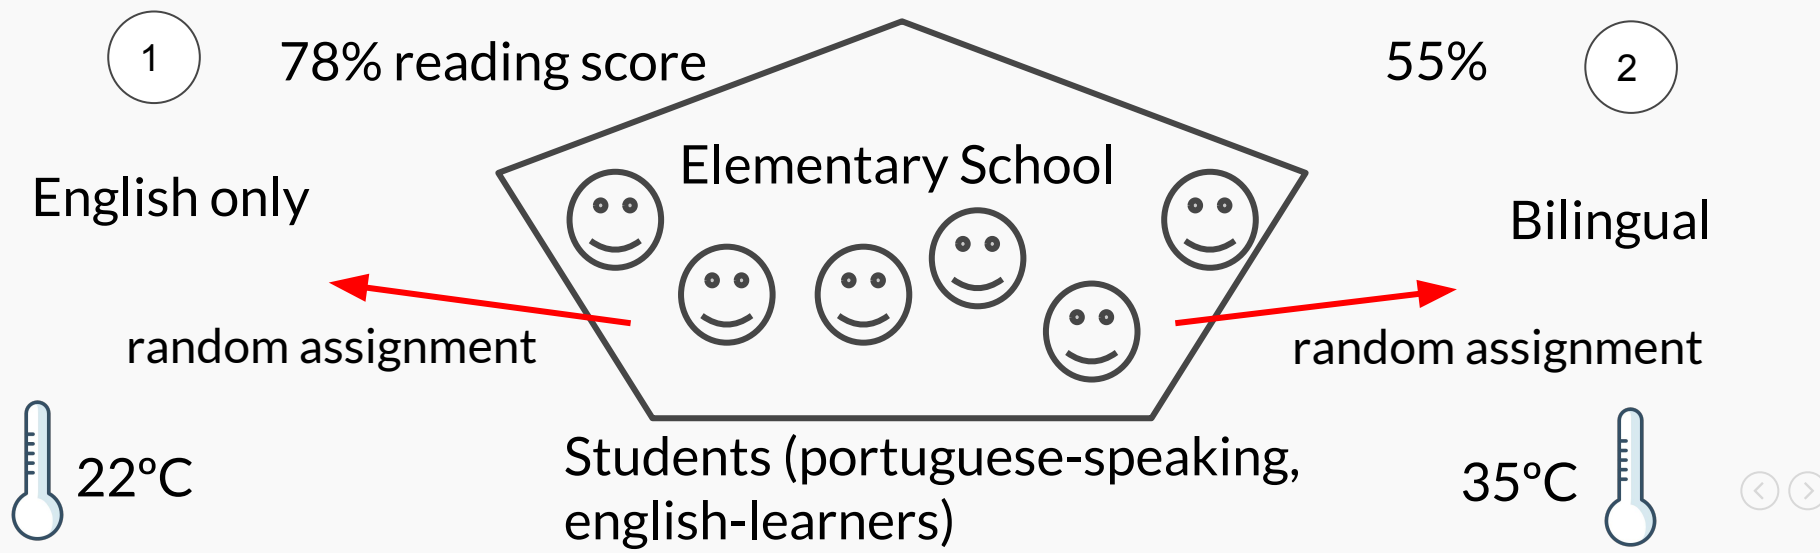 1
78% reading score
55%
2
Elementary School
English only
Bilingual
random assignment
random assignment
Students (portuguese-speaking,
english-learners)
22ºC
35ºC